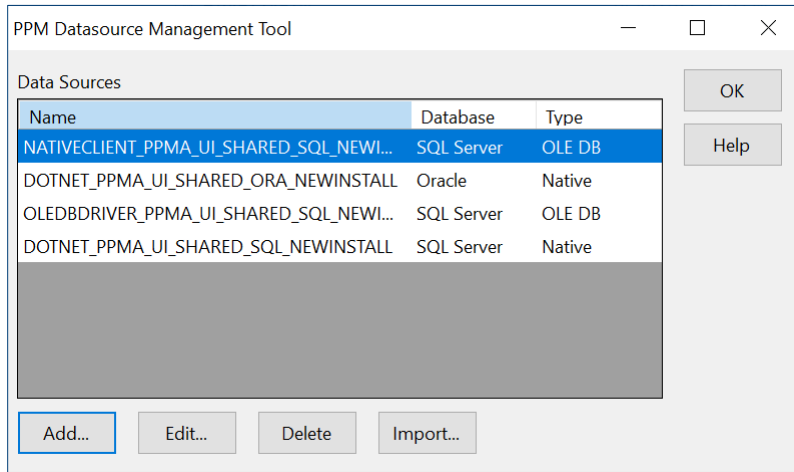 PPM Datasource Management Tool
Data Sources
OK
Name Database Type
NATIVECLIENT_PPMA_UI_SHARED_SQL_NEWI... SQL Server OLE DB
Help
DOTNET_PPMA_UI_SHARED_ORA_NEWINSTALL Oracle Native
OLEDBDRIVER_PPMA_UI_SHARED_SQL_NEWI... SQL Server OLE DB
DOTNET_PPMA_UI_SHARED_SQL_NEWINSTALL SQL Server Native
Add... Edit... Delete Import...